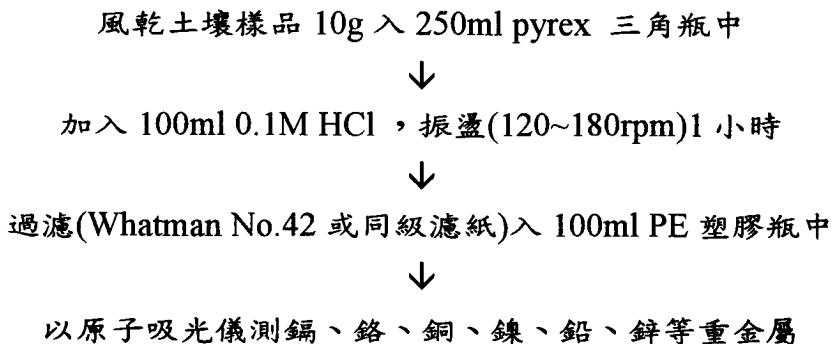 風乾土壤樣品 10g 入 250ml pyrex 三角瓶中
↓
加入 100ml 0.1M HCl，振盪(120~180rpm)1 小時
↓
過濾(Whatman No.42 或同級濾紙)入 100ml PE 塑膠瓶中
↓
以原子吸光儀測鎘、鉻、銅、鎳、鉛、鋅等重金屬